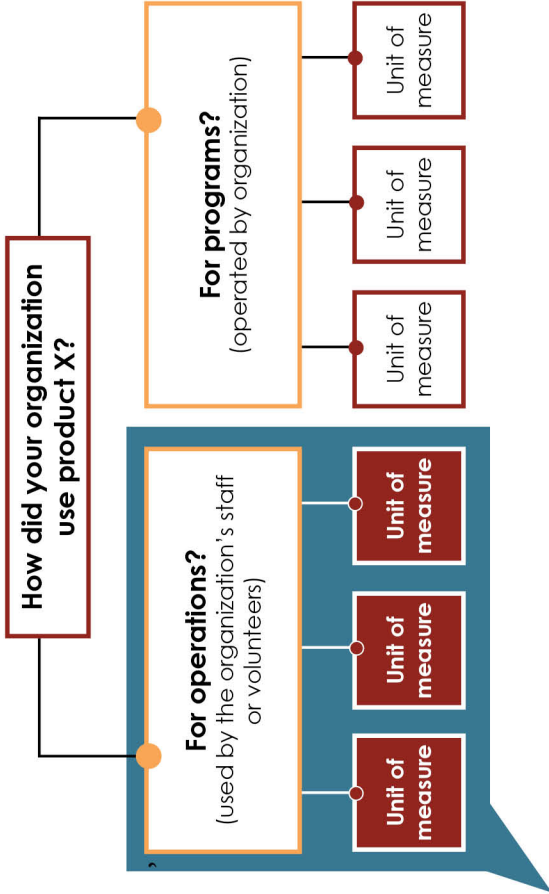 How did your organization
use product X?
For operations?
(used by the organization’s staff
or volunteers)
For programs?
(operated by organization)
Unit of
measure
Unit of
measure
Unit of
measure
Unit of
measure
Unit of
measure
Unit of
measure
,